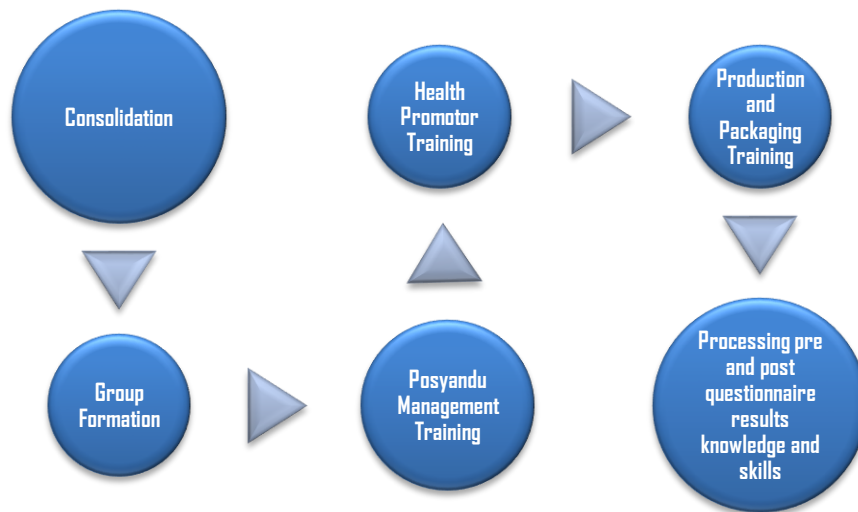 Consolidation
Group
Formation
Posyandu
Management
Training
Health
Promotor
Training
Production
and
Packaging
Training
Processing pre
and post
questionnaire
results
knowledge and
skills